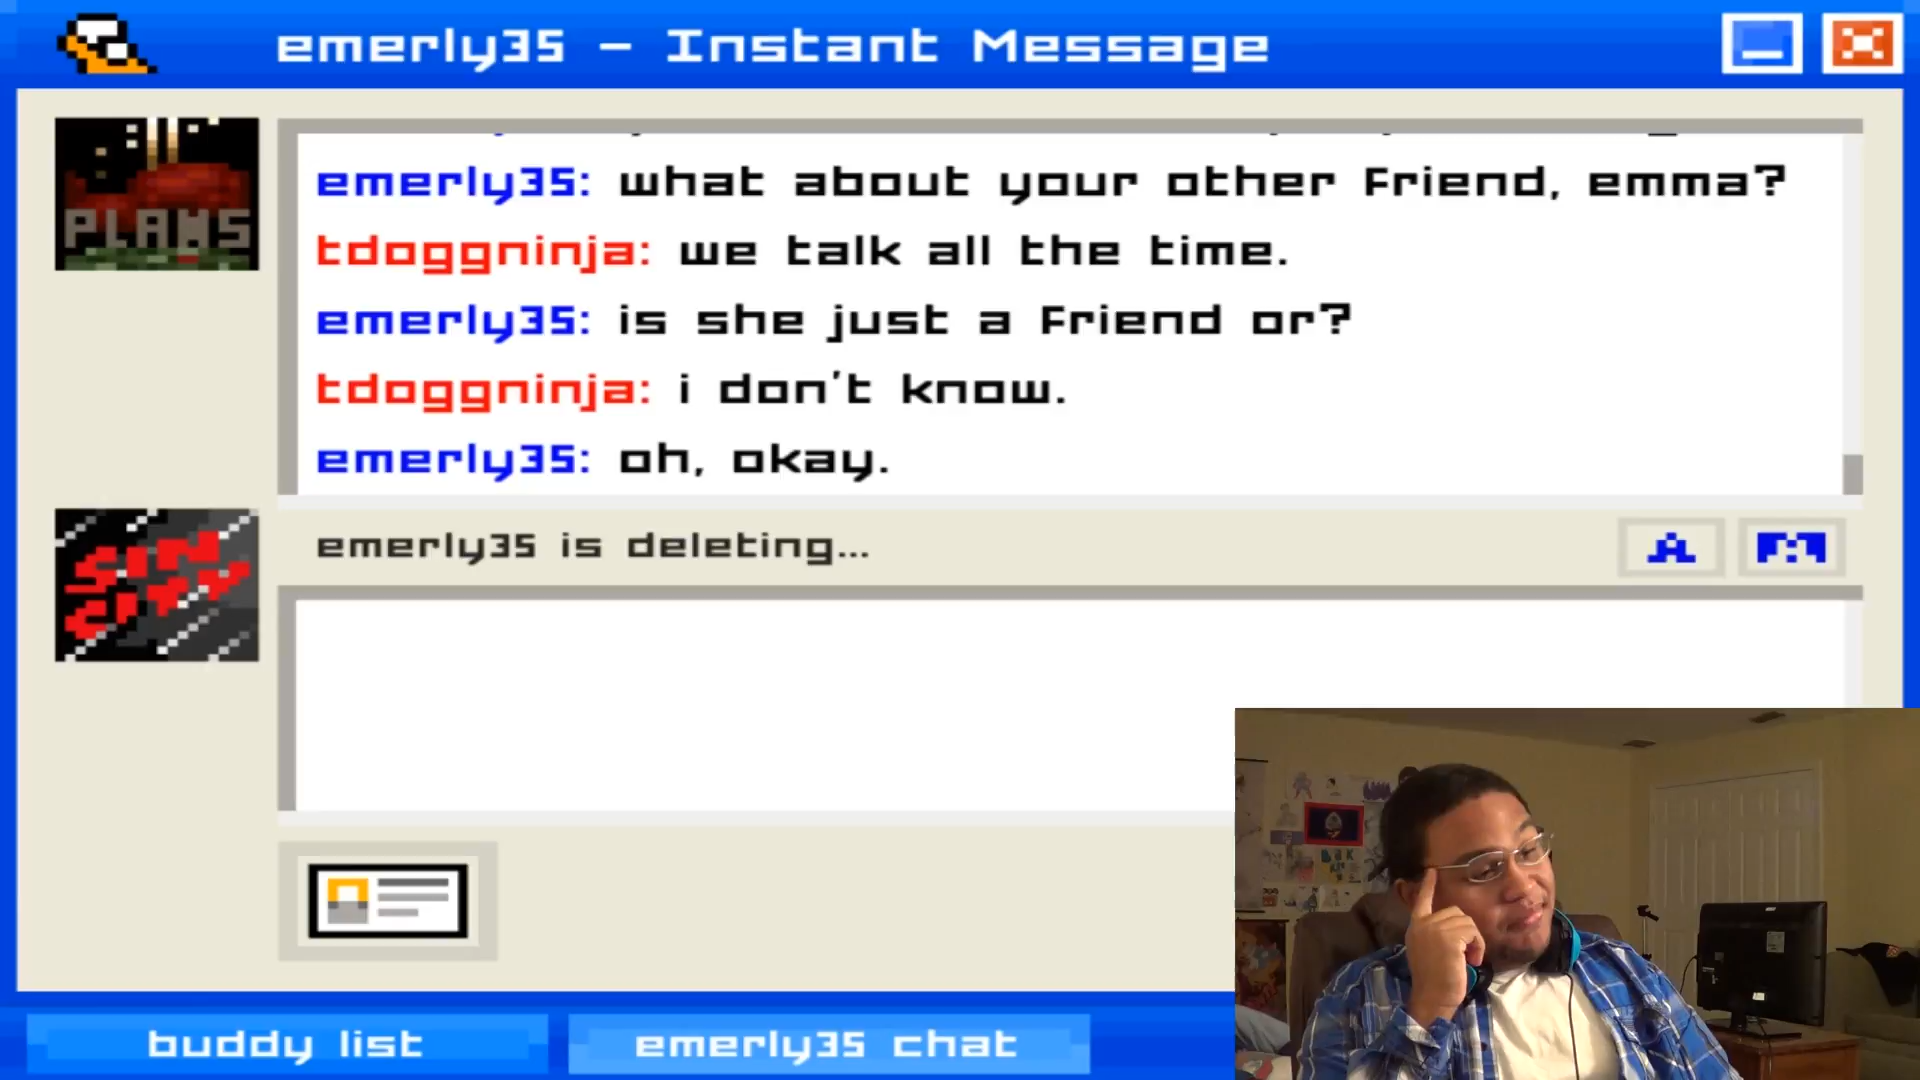 emerly35 - Instant Message
PLANS
emerly35: what about your other Friend, emma?
tdoggninja: we talk all the time.
emerly35: is she just a Friend or?
tdoggninja: i don't know.
emerly35: oh, okay.
SIN
CITY
emerly35 is deleting...
A
buddy list
emerly35 chat